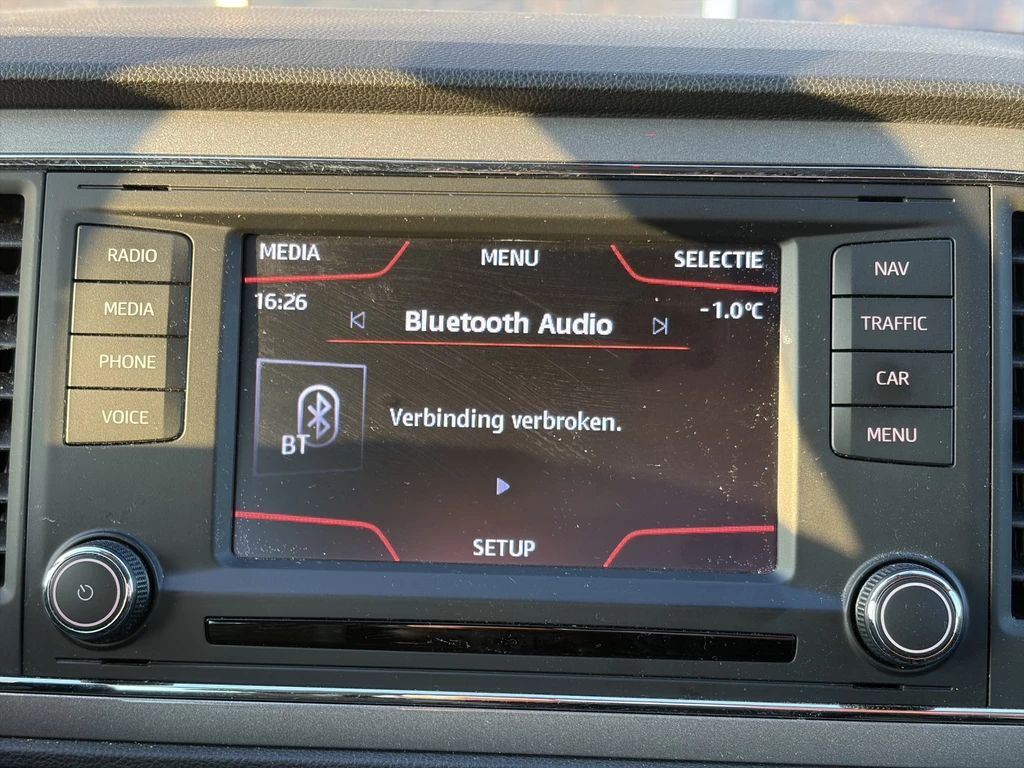 RADIO
MEDIA
PHONE
VOICE
MEDIA MENU SELECTIE
16:26 Bluetooth Audio -1.0°C
BT
Verbinding verbroken.
SETUP
NAV
TRAFFIC
CAR
MENU